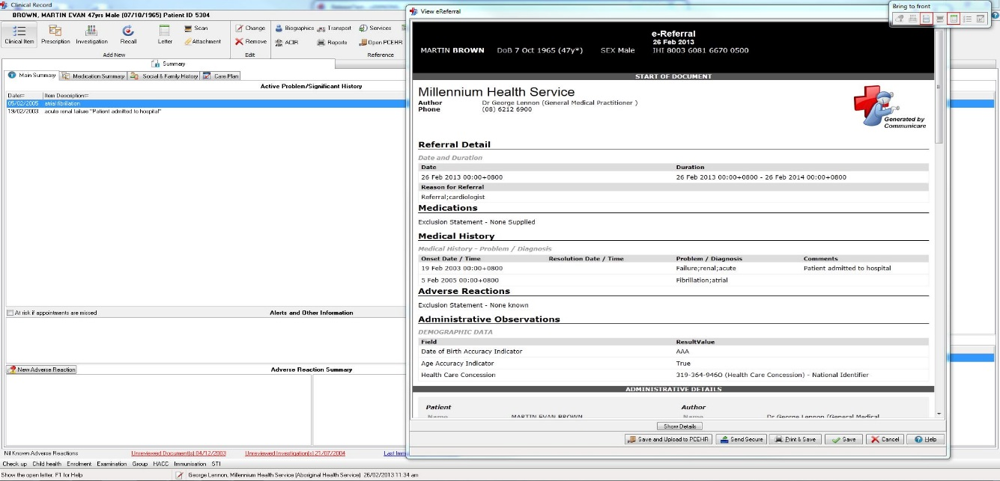 Clinical Record
BROWN, MARTIN EVAN 47yrs Male (07/10/1965) Patient ID 5384
Clinical Item Prescription Investigation Recall Letter Scan Attachment
Add New
Change Remove
Edit
Biographics Transport Services
ACIR Reports Open PCEHR
Reference
Summary
Main Summary Medication Summary Social & Family History Care Plan
Active Problem/Significant History
Date= Item Description=
05/02/2005 atrial fibrillation
19/02/2003 acute renal failure "Patient admitted to hospital"
At risk if appointments are missed Alerts and Other Information
New Adverse Reaction Adverse Reaction Summary
Nil Known Adverse Reactions Unreviewed Document(s) 04/12/2003 Unreviewed Investigation(s) 21/07/2004 Last Imm
Check up Child health Enrolment Examination Group HACC Immunisation STI
Show the open letter. F1 for Help George Lennon, Millennium Health Service (Aboriginal Health Service) 26/02/2013 11:34 am
View eReferral
Bring to front
e-Referral
26 Feb 2013
MARTIN BROWN DoB 7 Oct 1965 (47y*) SEX Male IHI 8003 6081 6670 0500
START OF DOCUMENT
Millennium Health Service
Author Dr George Lennon (General Medical Practitioner )
Phone (08) 6212 6900
Generated by
Communicare
Referral Detail
Date and Duration
Date Duration
26 Feb 2013 00:00+0800 26 Feb 2013 00:00+0800 - 26 Feb 2014 00:00+0800
Reason for Referral
Referral;cardiologist
Medications
Exclusion Statement - None Supplied
Medical History
Medical History - Problem / Diagnosis
Onset Date / Time Resolution Date / Time Problem / Diagnosis Comments
19 Feb 2003 00:00+0800 Failure;renal;acute Patient admitted to hospital
5 Feb 2005 00:00+0800 Fibrillation;atrial
Adverse Reactions
Exclusion Statement - None known
Administrative Observations
DEMOGRAPHIC DATA
Field ResultValue
Date of Birth Accuracy Indicator AAA
Age Accuracy Indicator True
Health Care Concession 319-364-946O (Health Care Concession) - National Identifier
ADMINISTRATIVE DETAILS
Patient Author
Name MARTIN EVAN BROWN Name Dr George Lennon (General Medical
Show Details
Save and Upload to PCEHR Send Secure Print & Save Save Cancel Help